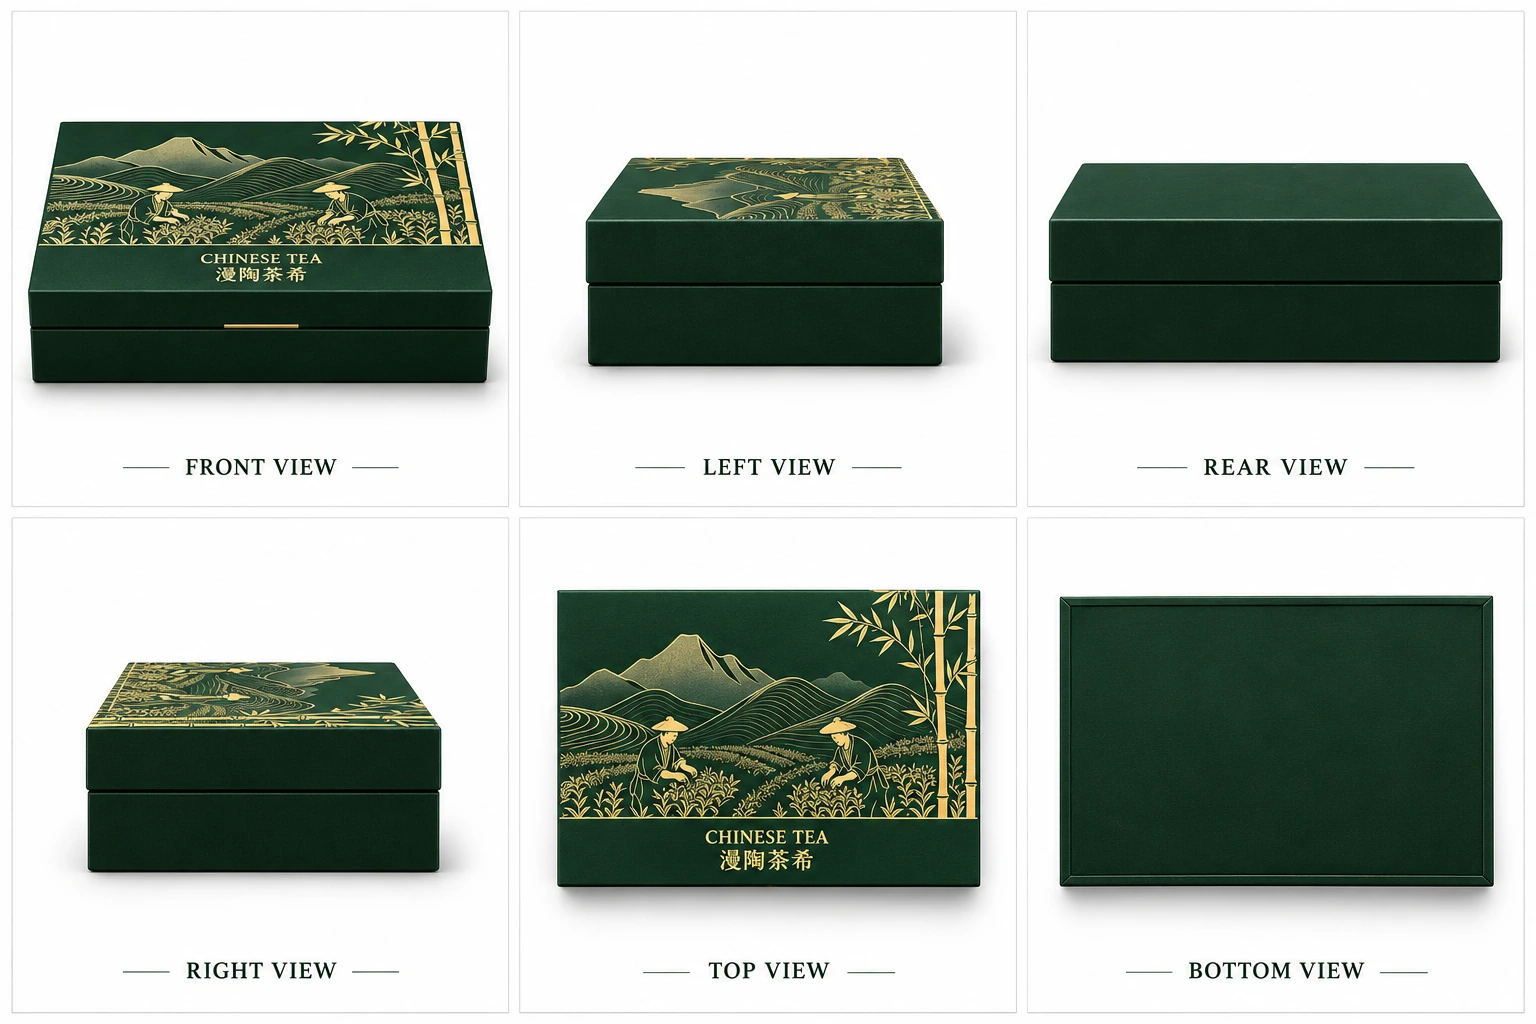 CHINESE TEA
漫陶茶希
FRONT VIEW
LEFT VIEW
REAR VIEW
RIGHT VIEW
CHINESE TEA
漫陶茶希
TOP VIEW
BOTTOM VIEW